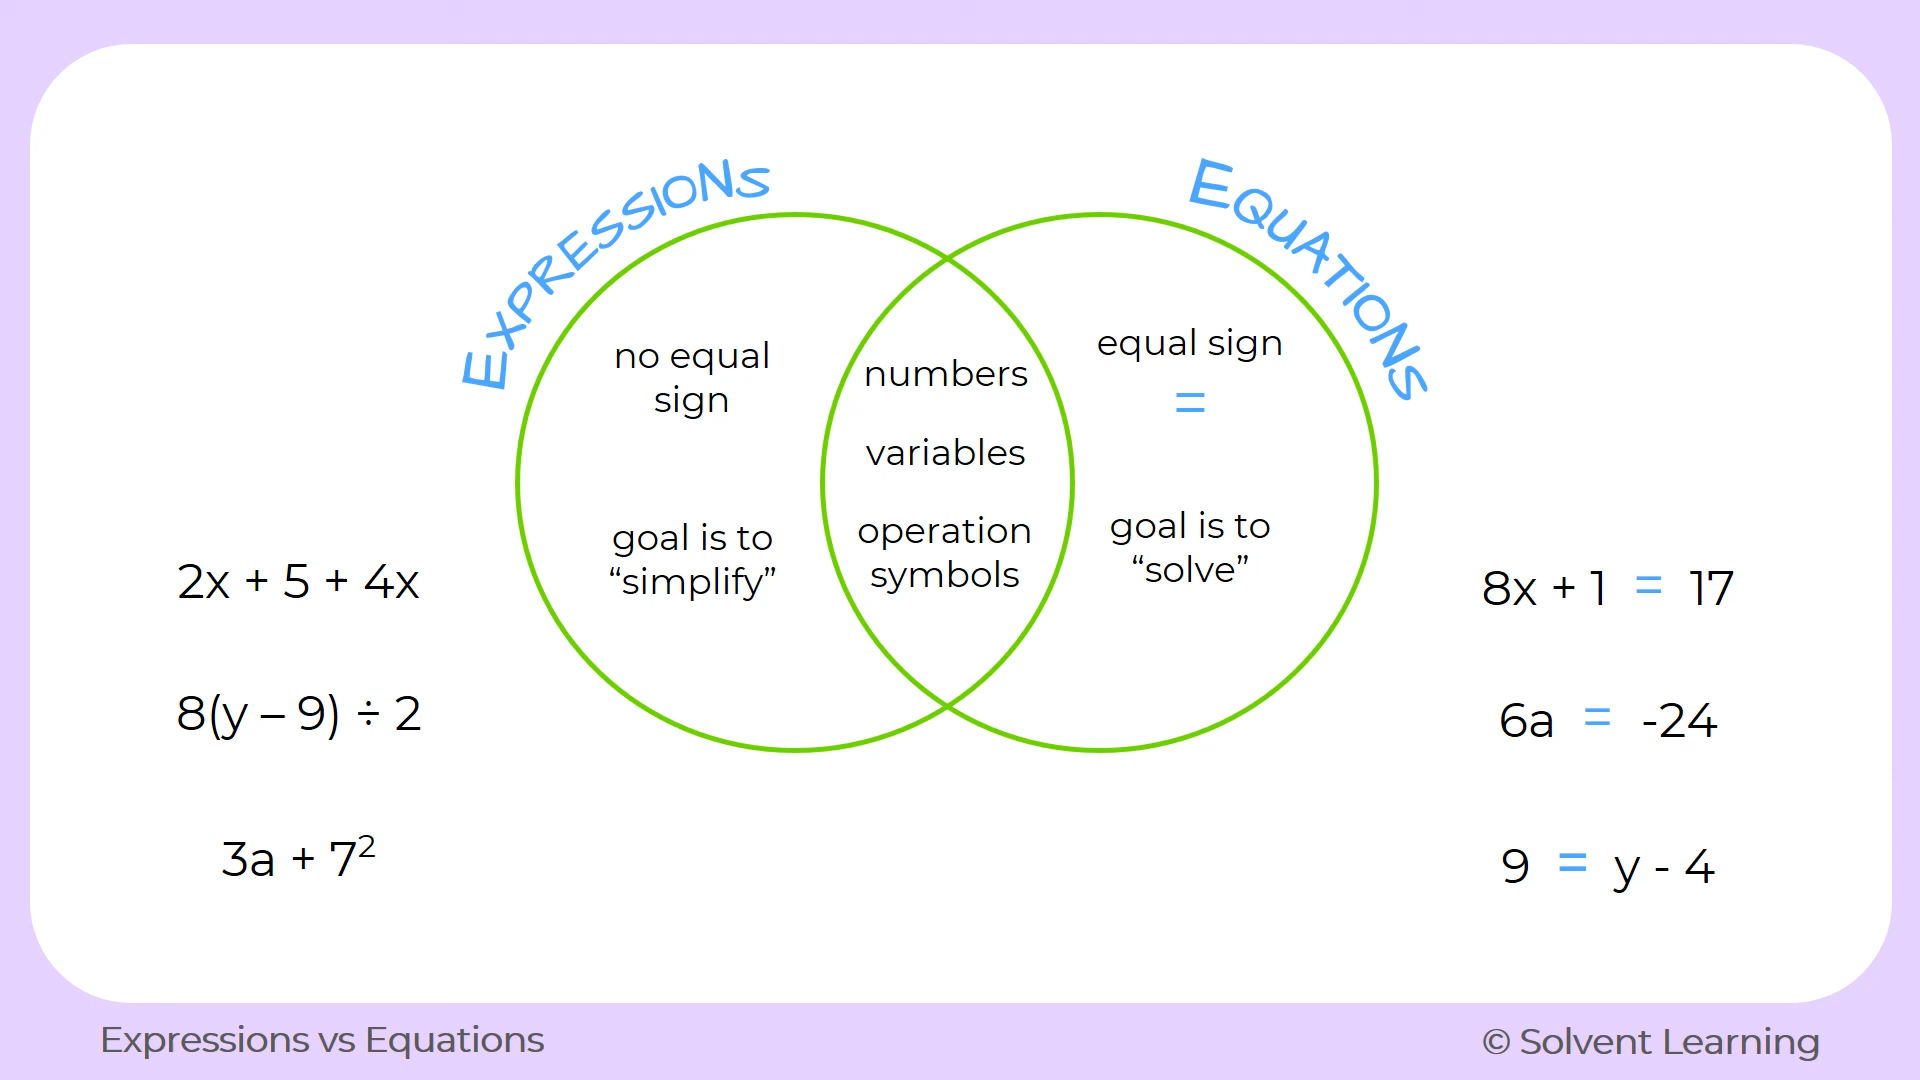 Expressions
Equations
no equal
sign
goal is to
“simplify”
numbers
variables
operation
symbols
equal sign
=
goal is to
“solve”
2x + 5 + 4x
8(y – 9) ÷ 2
3a + 7²
8x + 1 = 17
6a = -24
9 = y - 4
Expressions vs Equations
© Solvent Learning